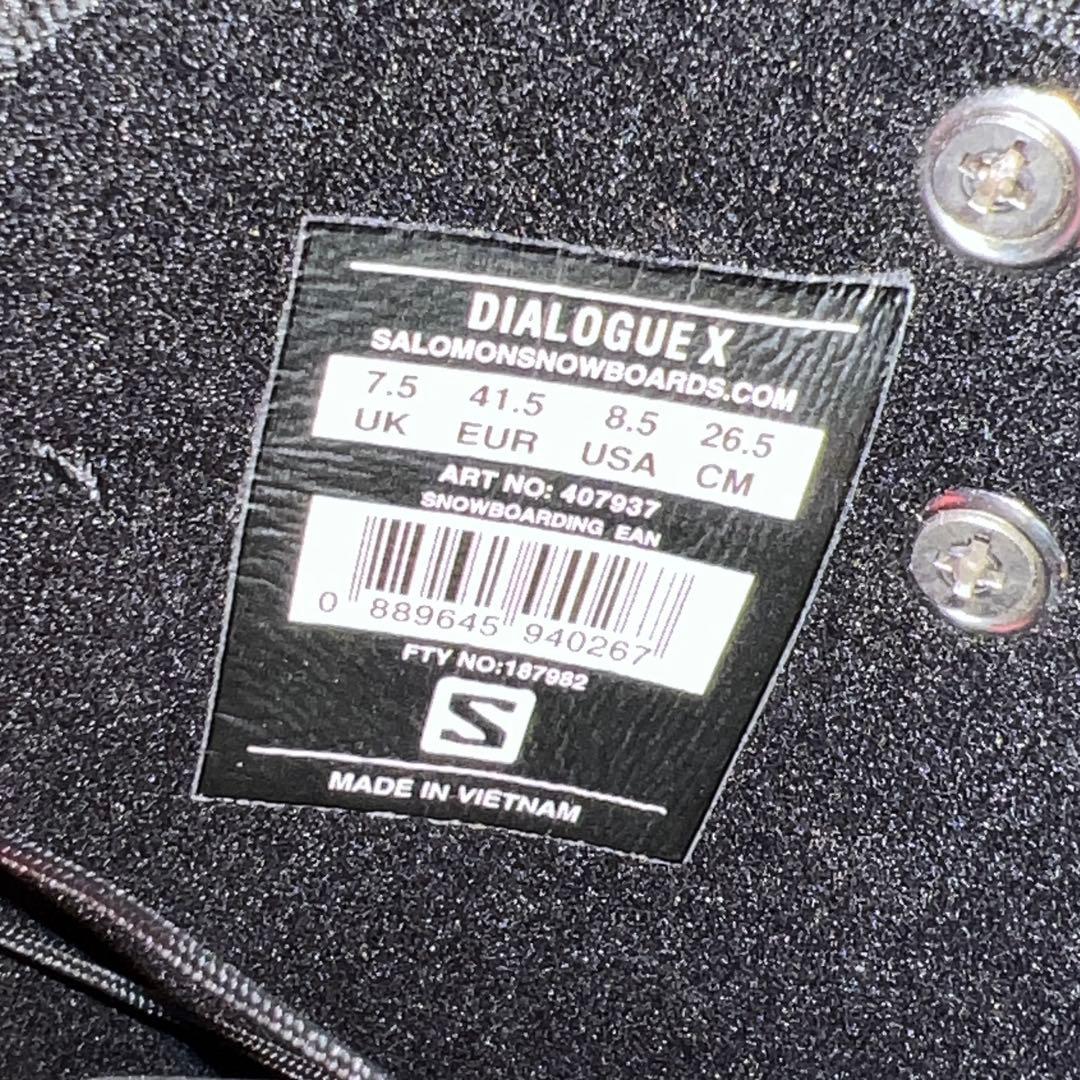 DIALOGUE X
SALOMONSNOWBOARDS.COM
7.5 41.5 8.5 26.5
UK EUR USA CM
ART NO: 407937
SNOWBOARDING EAN
0 889645 940267
FTY NO:187982
S
MADE IN VIETNAM